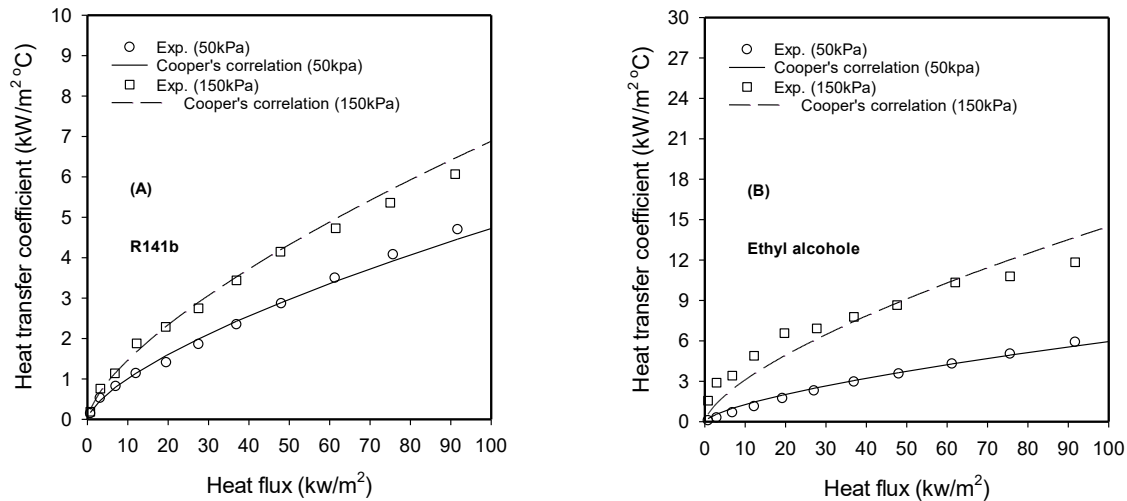 Heat transfer coefficient (kW/m² °C)
10
9
8
7
6
5
4
3
2
1
0
Exp. (50kPa)
Cooper's correlation (50kpa)
Exp. (150kPa)
Cooper's correlation (150kPa)
(A)
R141b
0 10 20 30 40 50 60 70 80 90 100
Heat flux (kw/m²)
Heat transfer coefficient (kW/m² °C)
30
27
24
21
18
15
12
9
6
3
0
Exp. (50kPa)
Cooper's correlation (50kpa)
Exp. (150kPa)
Cooper's correlation (150kPa)
(B)
Ethyl alcohole
0 10 20 30 40 50 60 70 80 90 100
Heat flux (kw/m²)